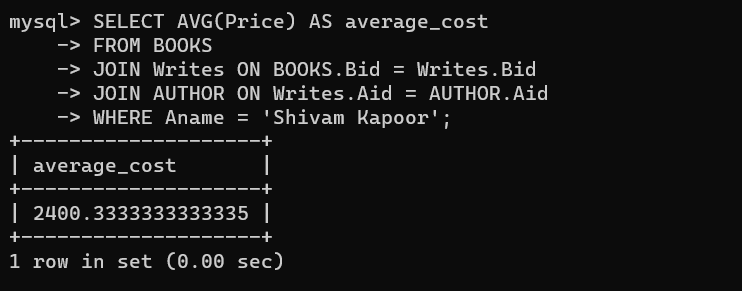 mysql> SELECT AVG(Price) AS average_cost
    -> FROM BOOKS
    -> JOIN Writes ON BOOKS.Bid = Writes.Bid
    -> JOIN AUTHOR ON Writes.Aid = AUTHOR.Aid
    -> WHERE Aname = 'Shivam Kapoor';
+--------------------+
| average_cost       |
+--------------------+
| 2400.3333333333335 |
+--------------------+
1 row in set (0.00 sec)